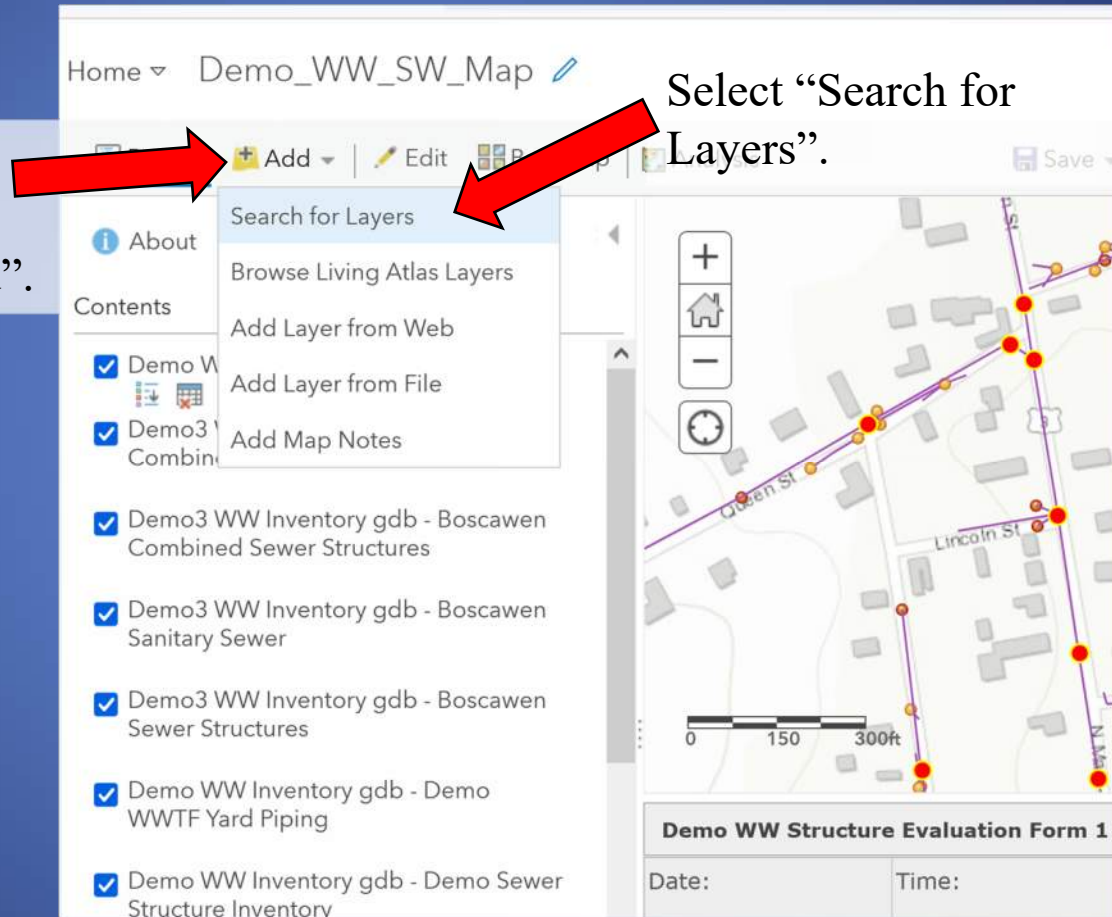 Home Demo_WW_SW_Map
Select “Search for
Layers”.
Add Edit Save
”.
About
Contents
Search for Layers
Browse Living Atlas Layers
Add Layer from Web
Add Layer from File
Add Map Notes
Demo W
Demo3
Combin
Demo3 WW Inventory gdb - Boscawen
Combined Sewer Structures
Demo3 WW Inventory gdb - Boscawen
Sanitary Sewer
Demo3 WW Inventory gdb - Boscawen
Sewer Structures
Demo WW Inventory gdb - Demo
WWTF Yard Piping
Demo WW Inventory gdb - Demo Sewer
Structure Inventory
+
−
n St
Queen St
Lincoln St
3
N Ma
0 150 300ft
Demo WW Structure Evaluation Form 1
Date: Time: